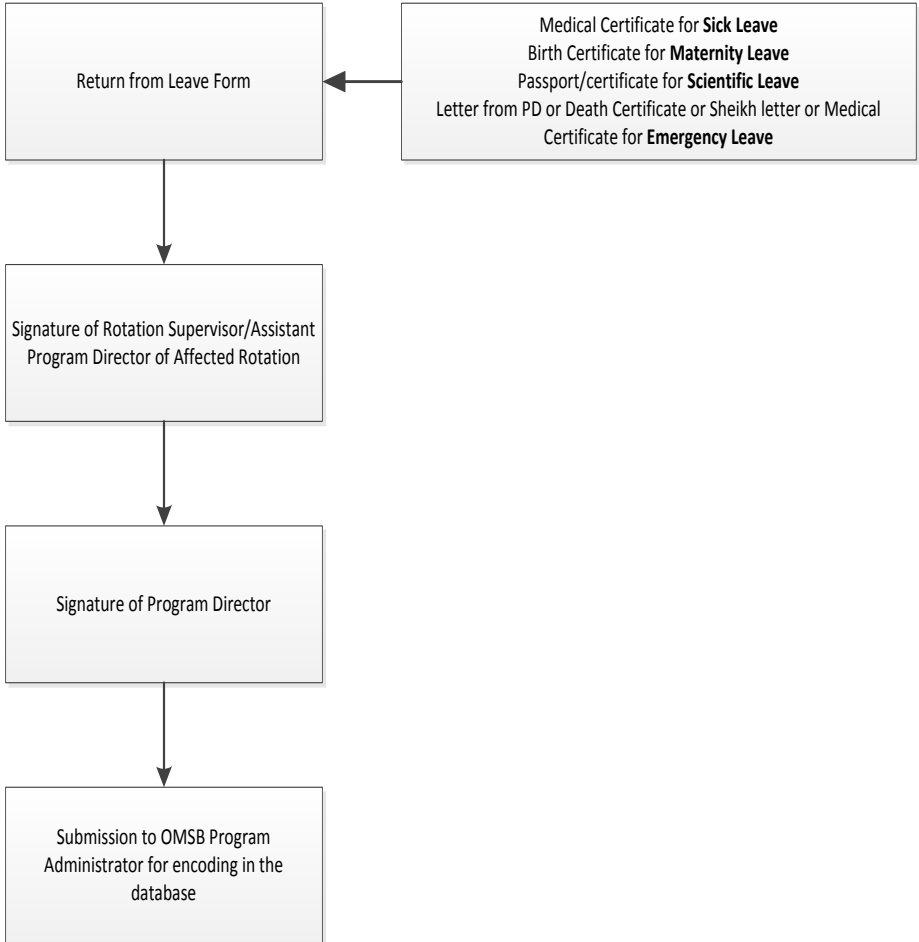 Return from Leave Form
Medical Certificate for Sick Leave
Birth Certificate for Maternity Leave
Passport/certificate for Scientific Leave
Letter from PD or Death Certificate or Sheikh letter or Medical
Certificate for Emergency Leave
Signature of Rotation Supervisor/Assistant
Program Director of Affected Rotation
Signature of Program Director
Submission to OMSB Program
Administrator for encoding in the
database